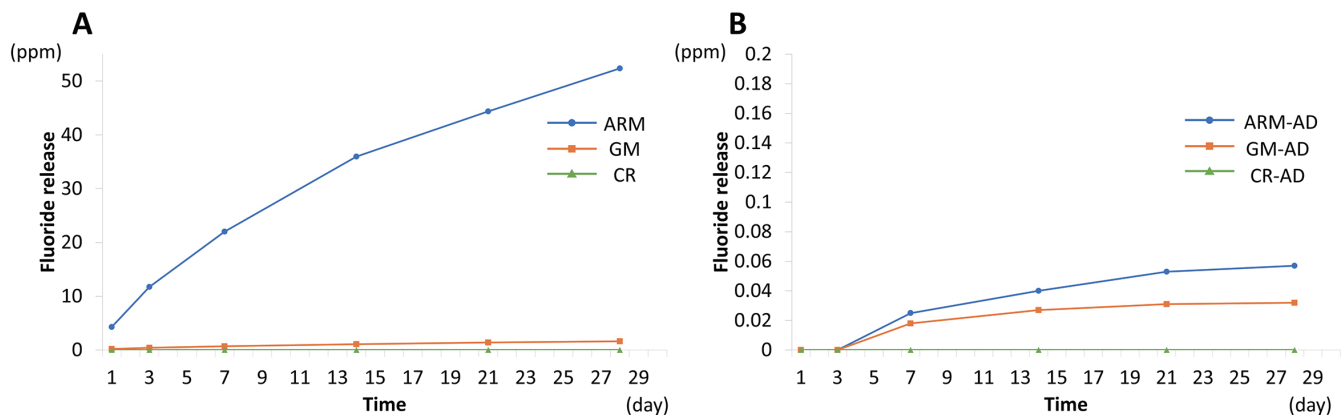 A
(ppm)
50
40
30
20
10
0
Fluoride release
ARM
GM
CR
1 3 5 7 9 11 13 15 17 19 21 23 25 27 29
Time
(day)
B
(ppm)
0.2
0.18
0.16
0.14
0.12
0.1
0.08
0.06
0.04
0.02
0
Fluoride release
ARM-AD
GM-AD
CR-AD
1 3 5 7 9 11 13 15 17 19 21 23 25 27 29
Time
(day)